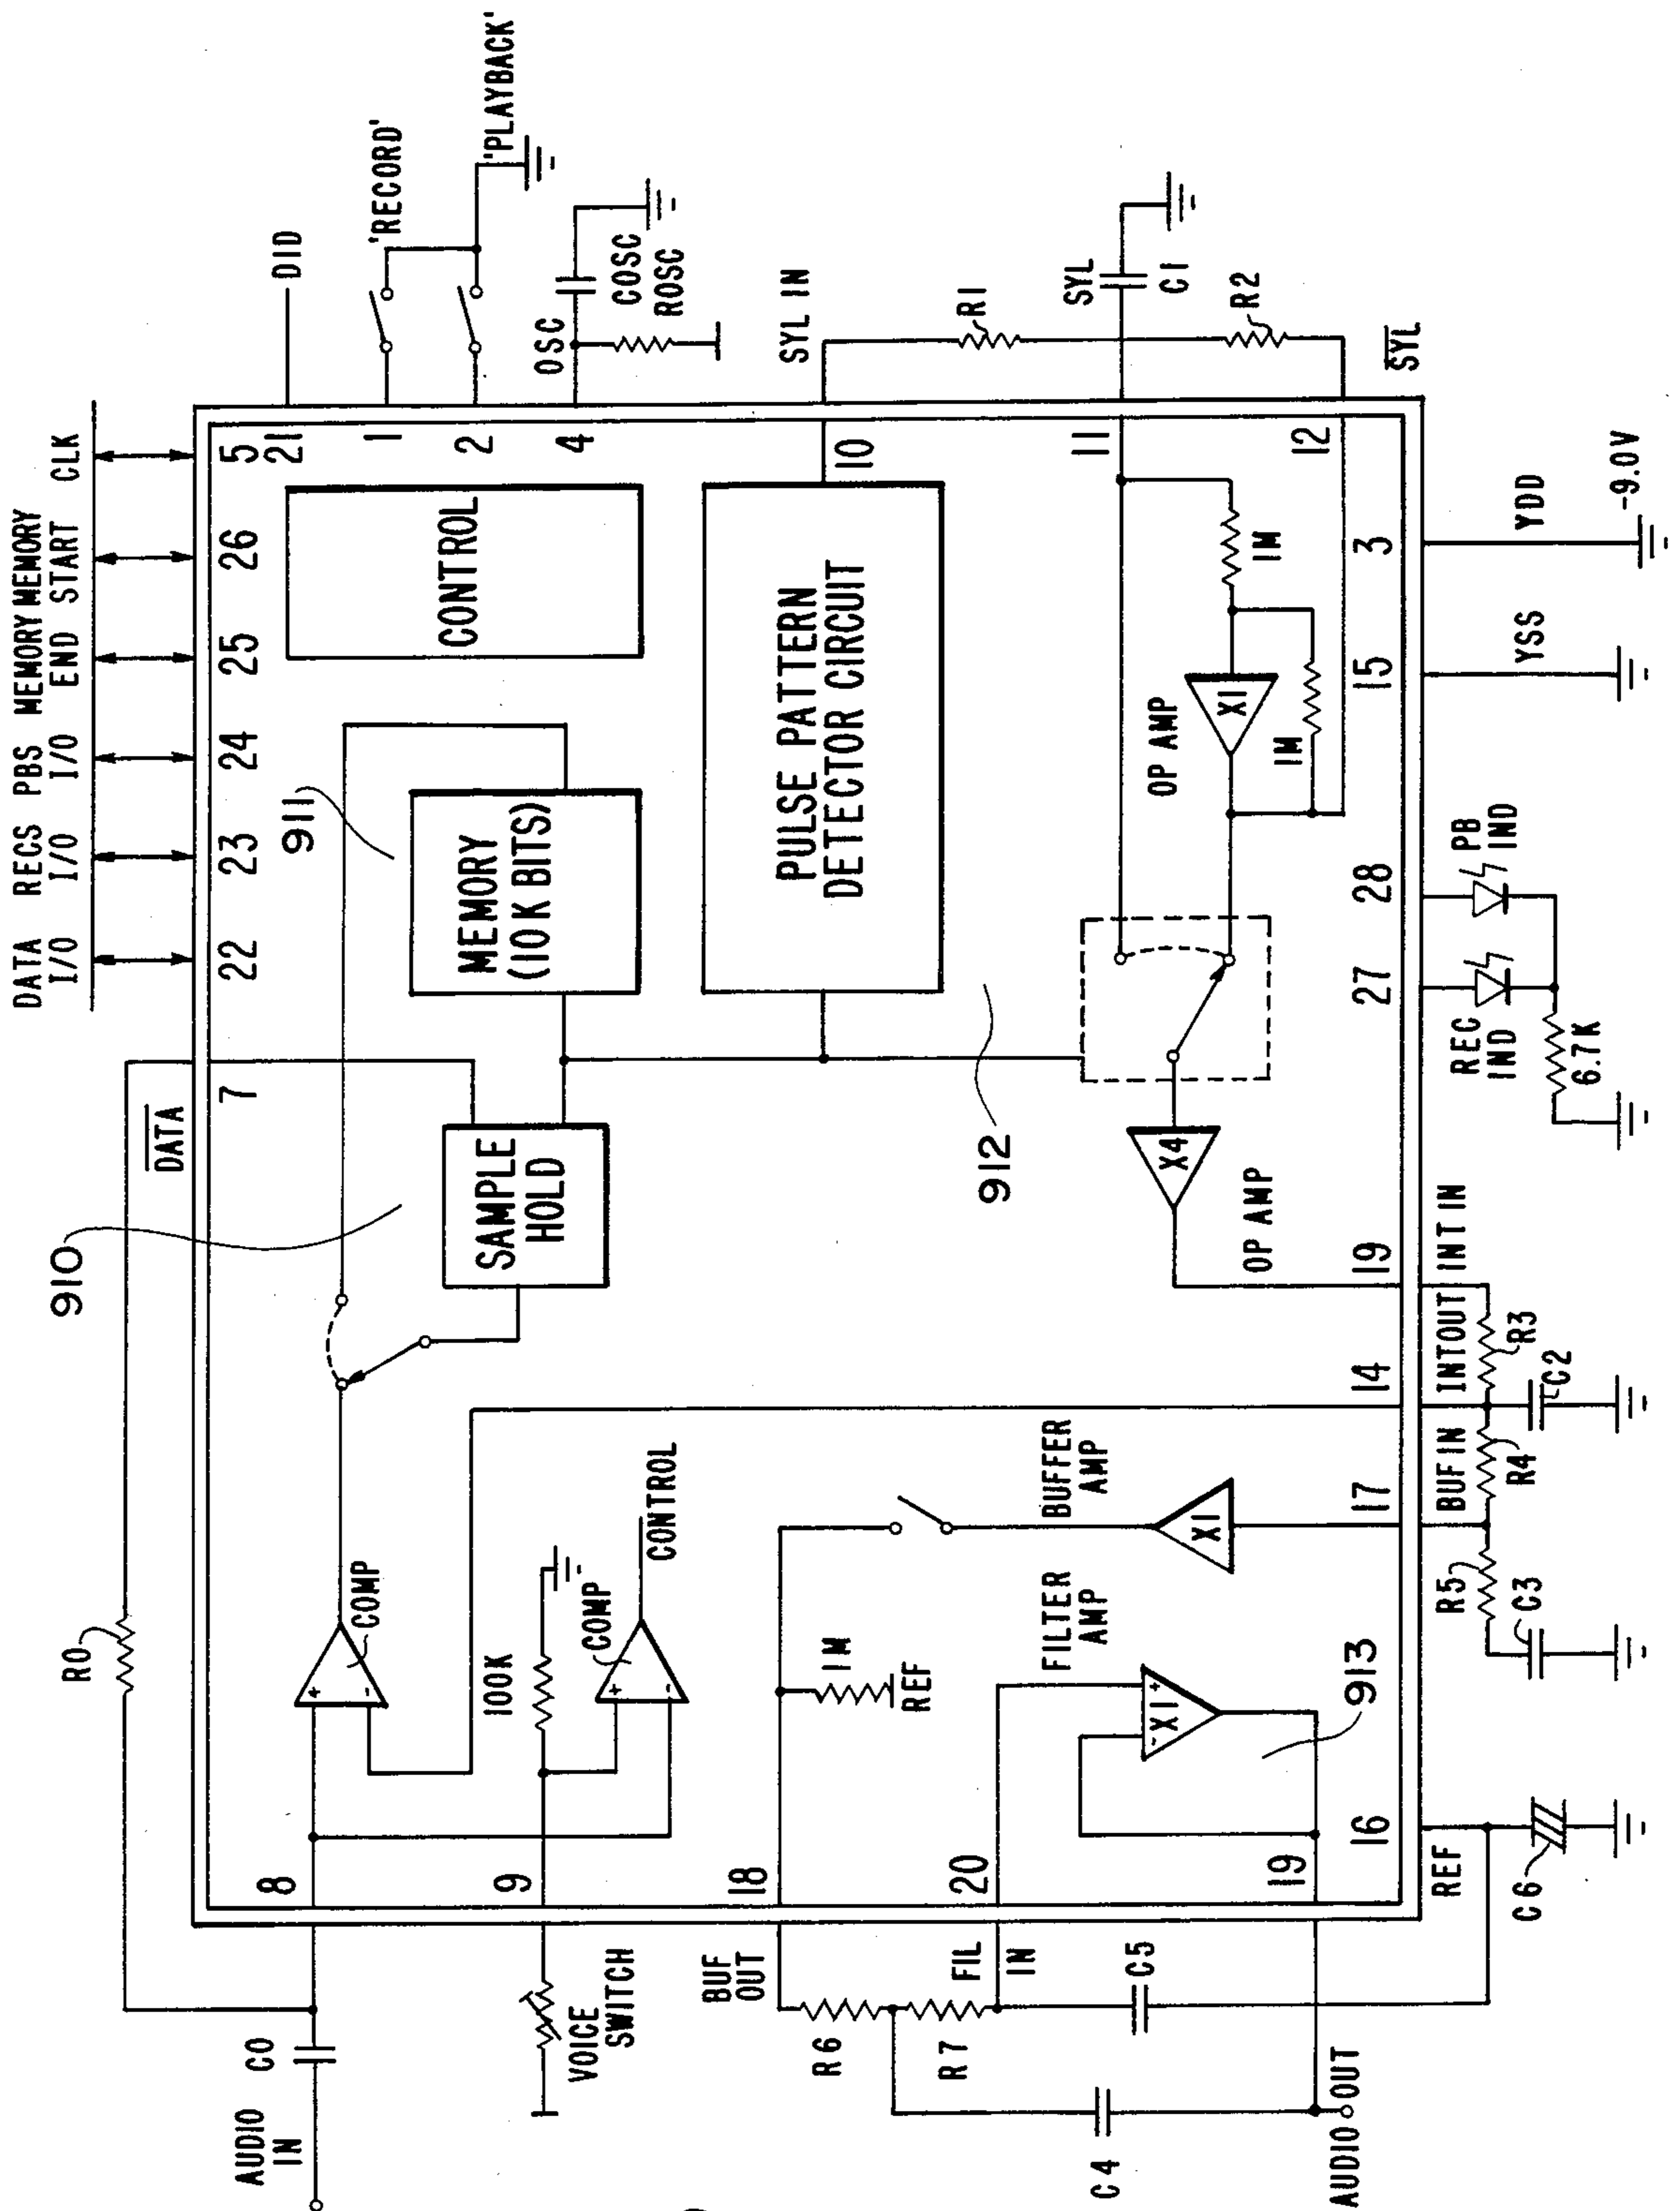 DATA RECS PBS MEMORY MEMORY
I/O I/O I/O END START CLK
22 23 24 25 26 5
21
DID
1
'RECORD'
2
'PLAYBACK'
4
OSC
COSC
ROSC
910
DATA
7
911
CONTROL
MEMORY
(10K BITS)
SAMPLE
HOLD
R0
COMP
+
-
8
C0
AUDIO
IN
100K
COMP
+
-
CONTROL
9
VOICE
SWITCH
PULSE PATTERN
DETECTOR CIRCUIT
10
SYL IN
R1
11
SYL
C1
R2
12
SYL
912
1M
OP AMP
X1
1M
X4
OP AMP
18
BUF
OUT
1M
REF
BUFFER
AMP
X1
FILTER
AMP
X1
+
-
913
20
FIL
IN
19
R6
R7
C5
C4
AUDIO OUT
16
REF
C6
17
BUF IN
14
INTOUT
19
INT IN
R5
C3
R4
C2
R3
27
REC
IND
28
PB
IND
6.7K
15
YSS
3
YDD
-9.0V